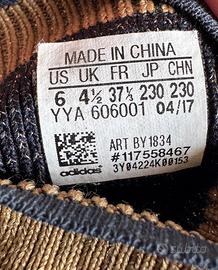 MADE IN CHINA
US UK FR JP CHN
6 4½ 37⅓ 230 230
YYA 606001 04/17
ART BY1834
#117558467
3Y04224K00153
adidas